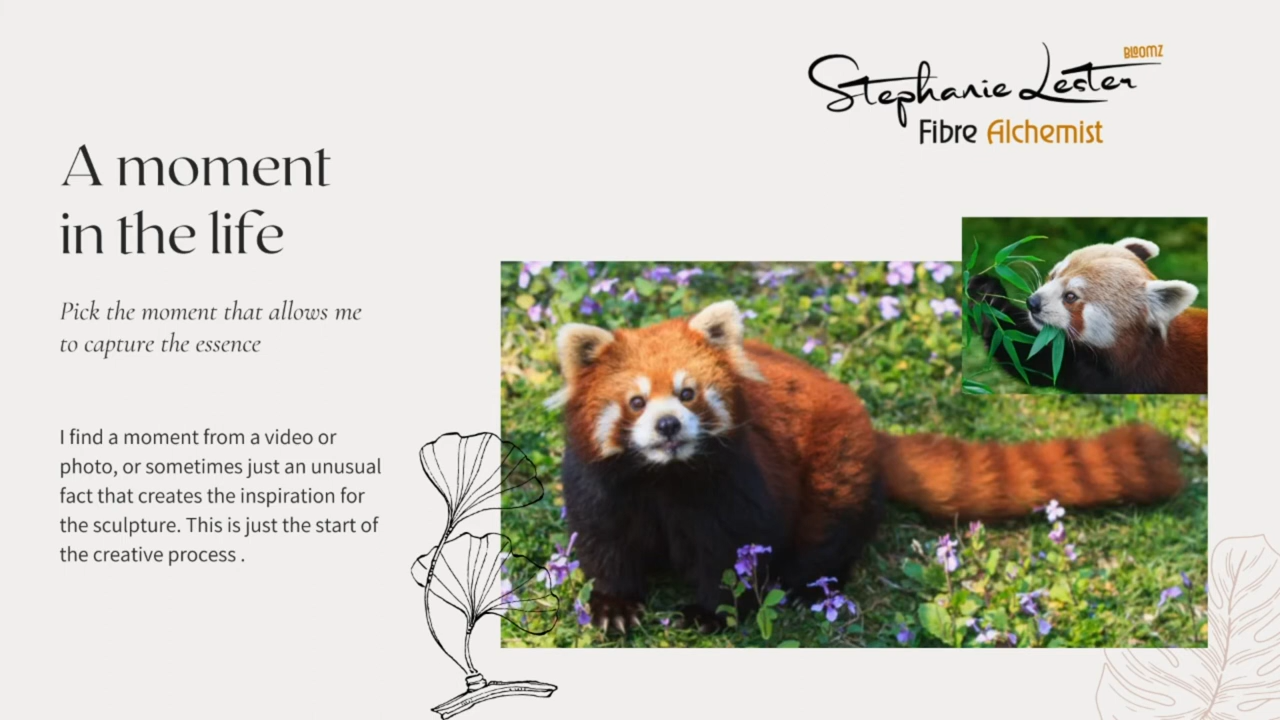 BLOOMZ
Stephanie Lester
Fibre Alchemist
A moment
in the life
Pick the moment that allows me
to capture the essence
I find a moment from a video or
photo, or sometimes just an unusual
fact that creates the inspiration for
the sculpture. This is just the start of
the creative process .